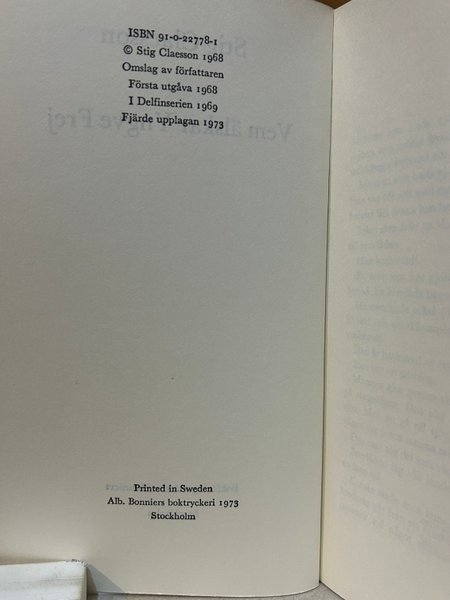 ISBN 91-0-22778-1
© Stig Claesson 1968
Omslag av författaren
Första utgåva 1968
I Delfinserien 1969
Fjärde upplagan 1973
Printed in Sweden
Alb. Bonniers boktryckeri 1973
Stockholm